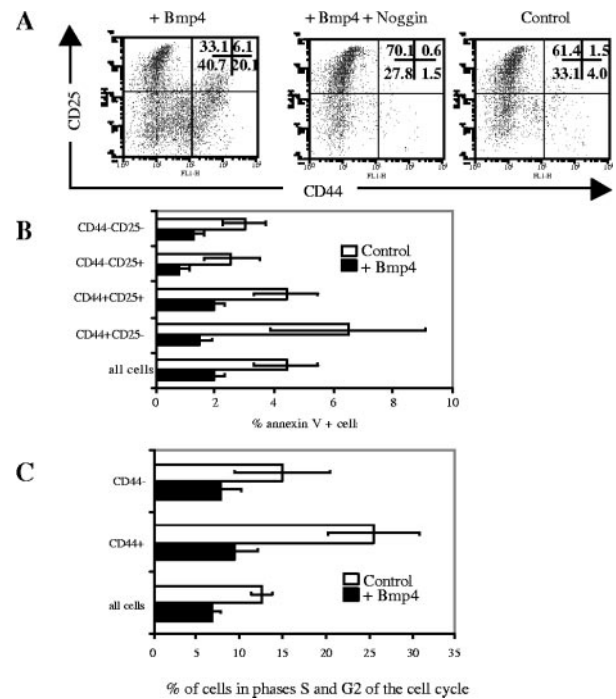 A
+ Bmp4
+ Bmp4 + Noggin
Control
33.1 6.1
40.7 20.1
70.1 0.6
27.8 1.5
61.4 1.5
33.1 4.0
CD25
FL1-H
FL1-H
FL1-H
CD44
B
CD44-CD25-
CD44-CD25+
CD44+CD25+
CD44+CD25-
all cells
Control
+ Bmp4
0 2 4 6 8 10
% annexin V + cell
C
CD44-
CD44+
all cells
Control
+ Bmp4
0 5 10 15 20 25 30 35
% of cells in phases S and G2 of the cell cycle